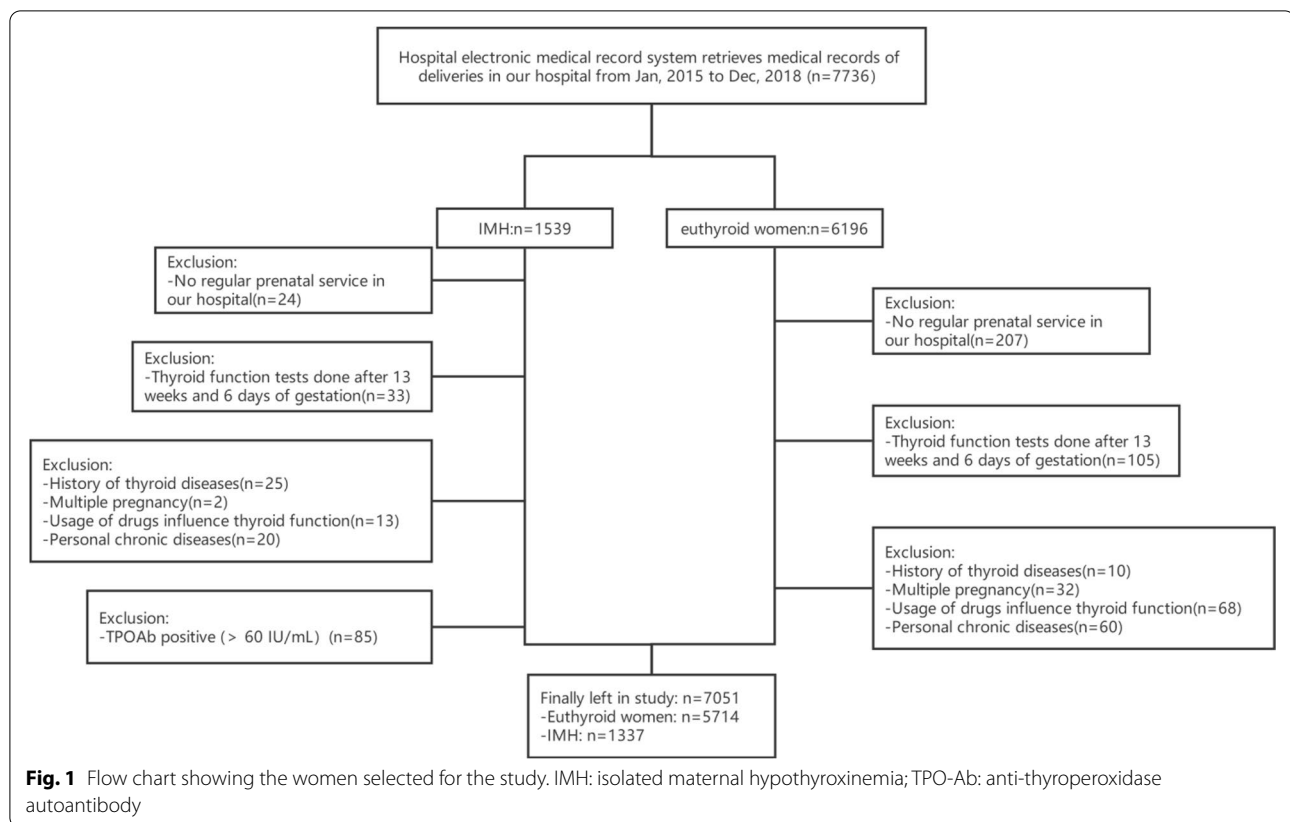 Hospital electronic medical record system retrieves medical records of
deliveries in our hospital from Jan, 2015 to Dec, 2018 (n=7736)
IMH:n=1539
euthyroid women:n=6196
Exclusion:
-No regular prenatal service in
our hospital(n=24)
Exclusion:
-No regular prenatal service in
our hospital(n=207)
Exclusion:
-Thyroid function tests done after 13
weeks and 6 days of gestation(n=33)
Exclusion:
-Thyroid function tests done after 13
weeks and 6 days of gestation(n=105)
Exclusion:
-History of thyroid diseases(n=25)
-Multiple pregnancy(n=2)
-Usage of drugs influence thyroid function(n=13)
-Personal chronic diseases(n=20)
Exclusion:
-History of thyroid diseases(n=10)
-Multiple pregnancy(n=32)
-Usage of drugs influence thyroid function(n=68)
-Personal chronic diseases(n=60)
Exclusion:
-TPOAb positive (> 60 IU/mL) (n=85)
Finally left in study: n=7051
-Euthyroid women: n=5714
-IMH: n=1337
Fig. 1 Flow chart showing the women selected for the study. IMH: isolated maternal hypothyroxinemia; TPO-Ab: anti-thyroperoxidase
autoantibody